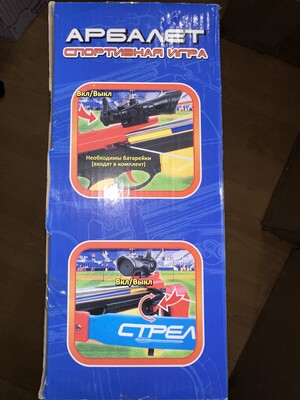 АРБАЛЕТ
СПОРТИВНАЯ ИГРА
Вкл/Выкл
Необходимы батарейки
(входят в комплект)
Вкл/Выкл
СТРЕЛ